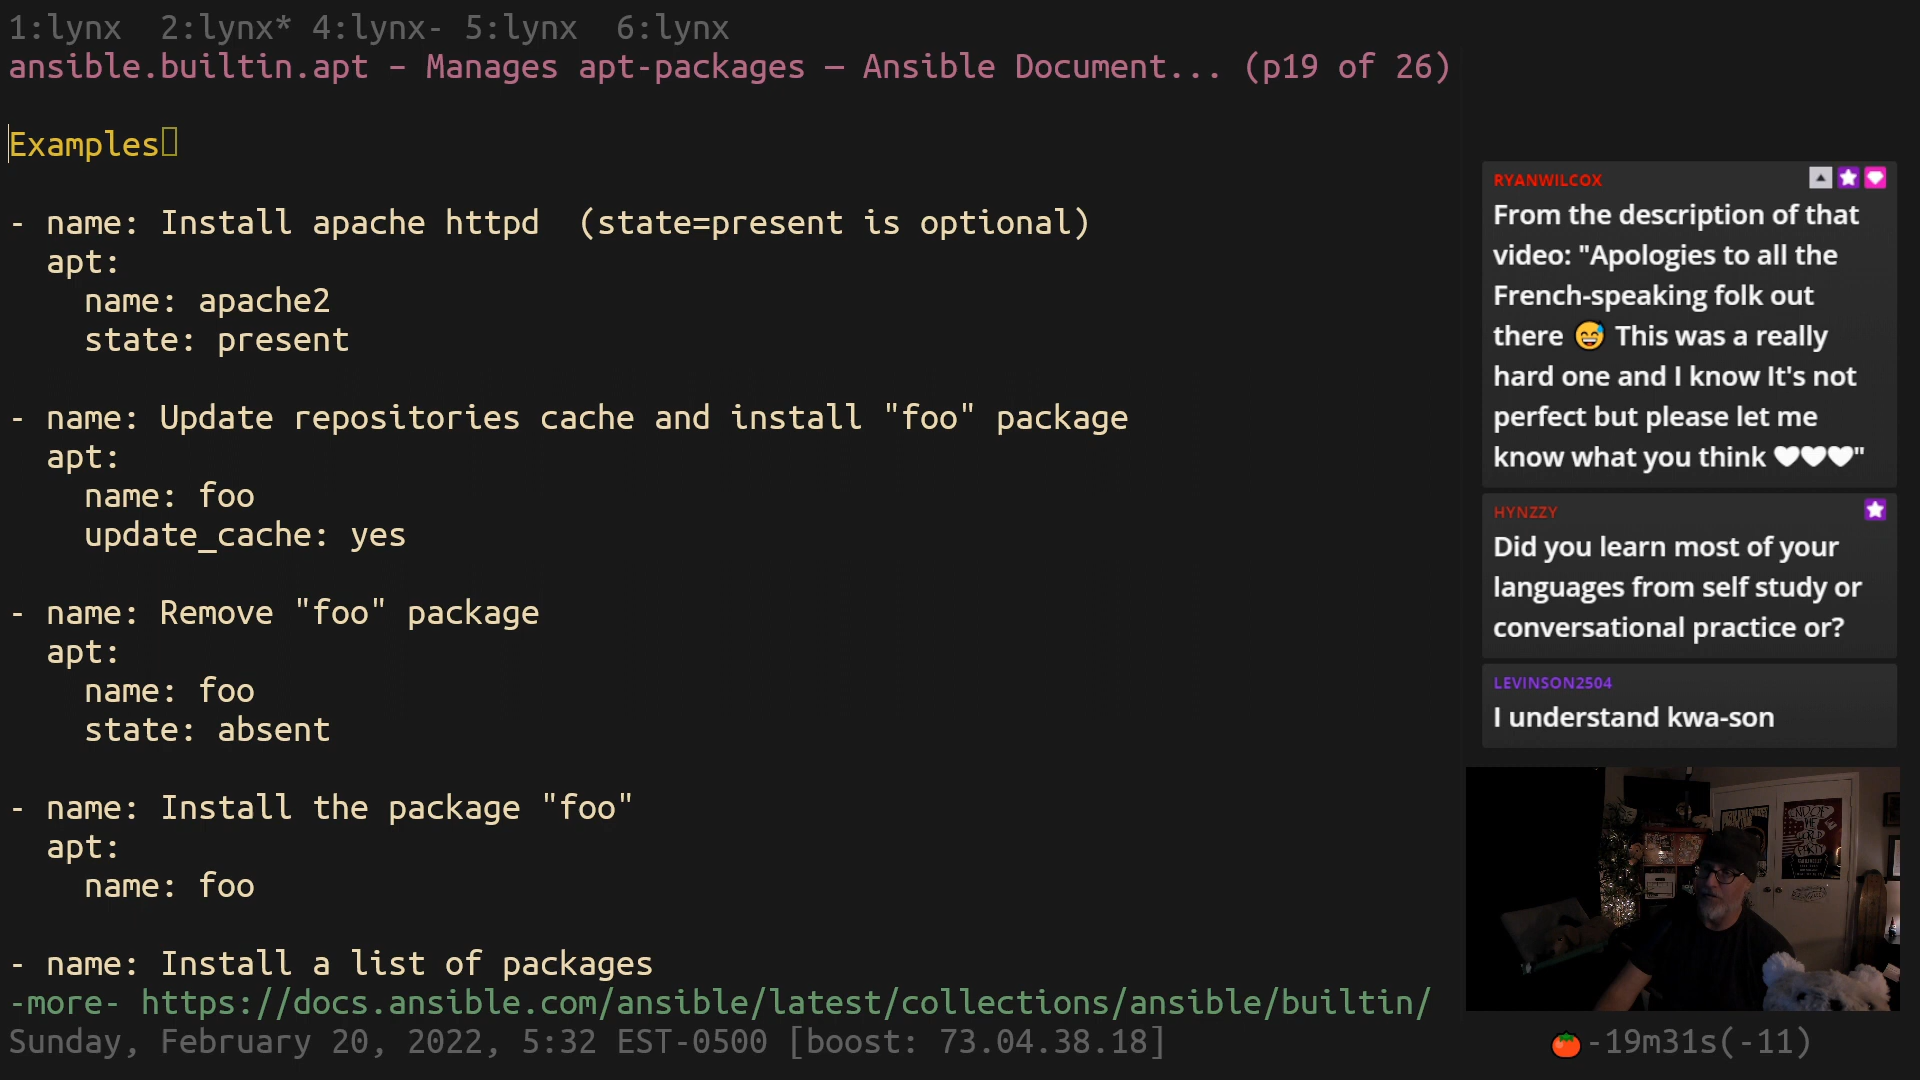 1:lynx  2:lynx* 4:lynx- 5:lynx  6:lynx
ansible.builtin.apt – Manages apt-packages — Ansible Document... (p19 of 26)
Examples
- name: Install apache httpd  (state=present is optional)
  apt:
    name: apache2
    state: present
- name: Update repositories cache and install "foo" package
  apt:
    name: foo
    update_cache: yes
- name: Remove "foo" package
  apt:
    name: foo
    state: absent
- name: Install the package "foo"
  apt:
    name: foo
- name: Install a list of packages
-more- https://docs.ansible.com/ansible/latest/collections/ansible/builtin/
Sunday, February 20, 2022, 5:32 EST-0500 [boost: 73.04.38.18]
RYANWILCOX
From the description of that
video: "Apologies to all the
French-speaking folk out
there 😅 This was a really
hard one and I know It's not
perfect but please let me
know what you think 🤍🤍🤍"
HYNZZY
Did you learn most of your
languages from self study or
conversational practice or?
LEVINSON2504
I understand kwa-son
END OF
THE
WORLD
🍅-19m31s(-11)